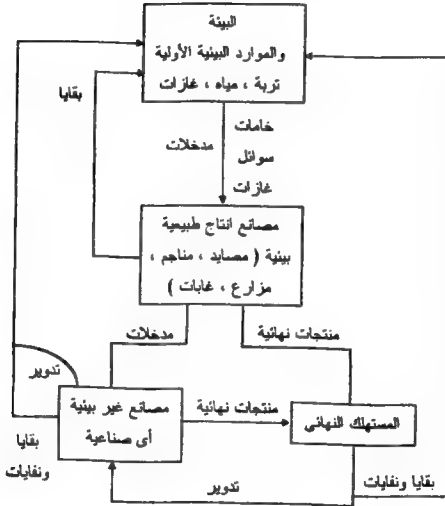 البيئة
والموارد البيئية الأولية
تربة ، مياه ، غازات
بقايا
خامات
مدخلات
سوائل
غازات
مصانع انتاج طبيعية
بيئية ( مصايد ، مناجم ،
مزارع ، غابات )
مدخلات
منتجات نهائية
تدوير
مصانع غير بيئية
أى صناعية
منتجات نهائية
المستهلك النهائى
بقايا
ونفايات
تدوير
بقايا ونفايات